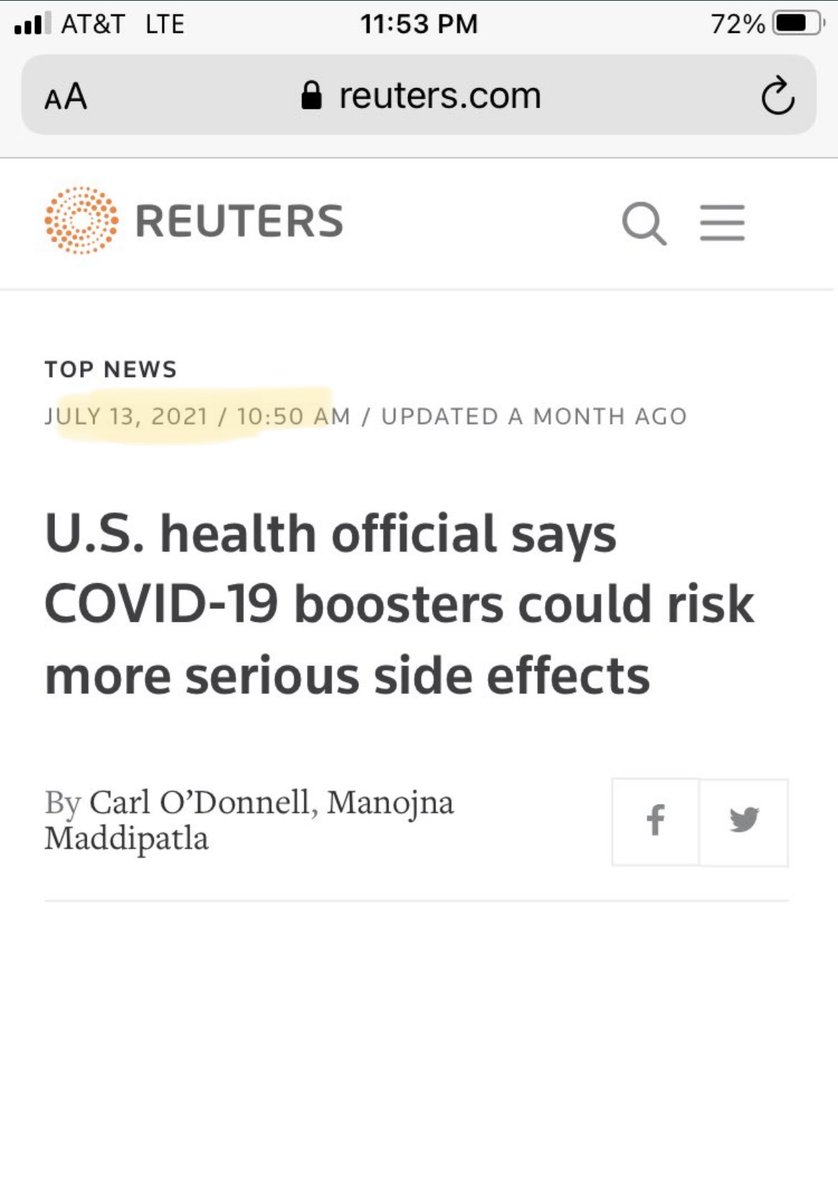 AT&T LTE 11:53 PM 72%
AA reuters.com
REUTERS
TOP NEWS
JULY 13, 2021 / 10:50 AM / UPDATED A MONTH AGO
U.S. health official says
COVID-19 boosters could risk
more serious side effects
By Carl O’Donnell, Manojna
Maddipatla